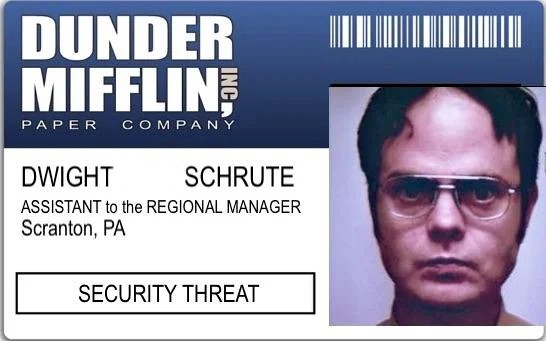 DUNDER
MIFFLIN, INC
PAPER COMPANY
DWIGHT SCHRUTE
ASSISTANT to the REGIONAL MANAGER
Scranton, PA
SECURITY THREAT